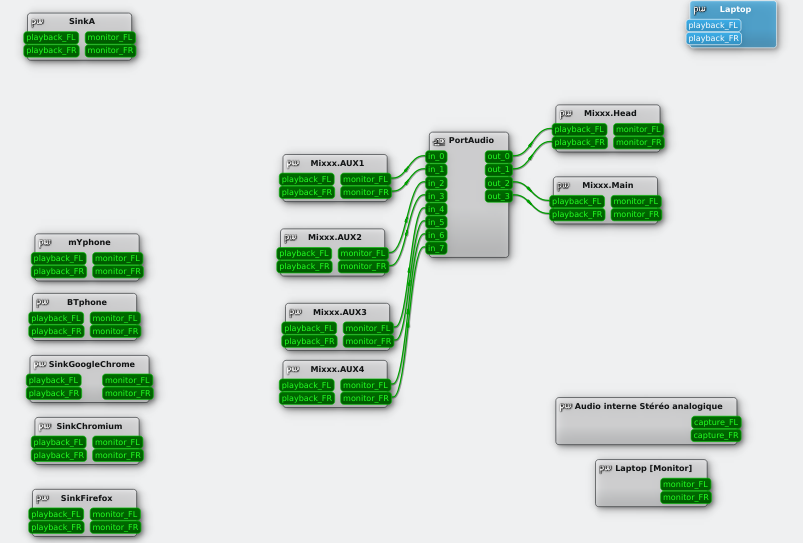 SinkA
playback_FL monitor_FL
playback_FR monitor_FR
pw Laptop
playback_FL
playback_FR
Mixxx.Head
playback_FL monitor_FL
playback_FR monitor_FR
PortAudio
in_0 out_0
in_1 out_1
in_2 out_2
in_3 out_3
in_4
in_5
in_6
in_7
Mixxx.AUX1
playback_FL monitor_FL
playback_FR monitor_FR
Mixxx.Main
playback_FL monitor_FL
playback_FR monitor_FR
Mixxx.AUX2
playback_FL monitor_FL
playback_FR monitor_FR
mYphone
playback_FL monitor_FL
playback_FR monitor_FR
BTphone
playback_FL monitor_FL
playback_FR monitor_FR
Mixxx.AUX3
playback_FL monitor_FL
playback_FR monitor_FR
SinkGoogleChrome
playback_FL monitor_FL
playback_FR monitor_FR
Mixxx.AUX4
playback_FL monitor_FL
playback_FR monitor_FR
Audio interne Stéréo analogique
capture_FL
capture_FR
SinkChromium
playback_FL monitor_FL
playback_FR monitor_FR
Laptop [Monitor]
monitor_FL
monitor_FR
SinkFirefox
playback_FL monitor_FL
playback_FR monitor_FR